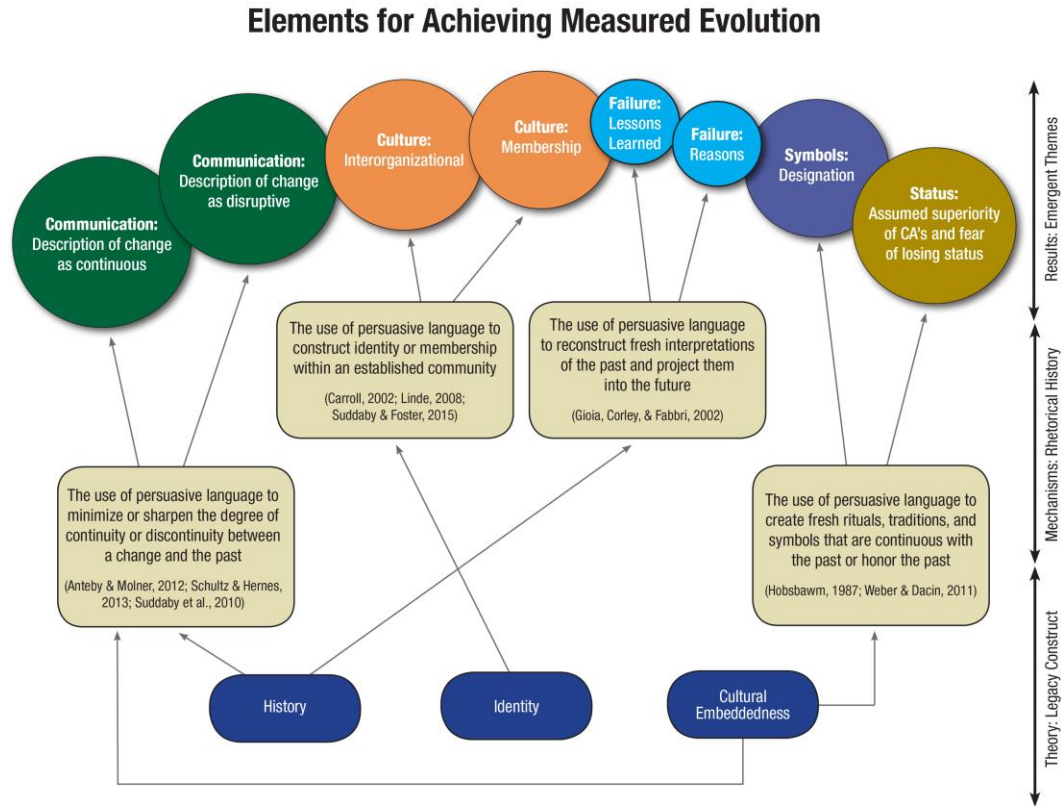 Elements for Achieving Measured Evolution
Communication:
Description of change
as continuous
Communication:
Description of change
as disruptive
Culture:
Interorganizational
Culture:
Membership
Failure:
Lessons
Learned
Failure:
Reasons
Symbols:
Designation
Status:
Assumed superiority
of CA's and fear
of losing status
Results: Emergent Themes
The use of persuasive language to
construct identity or membership
within an established community
(Carroll, 2002; Linde, 2008;
Suddaby & Foster, 2015)
The use of persuasive language
to reconstruct fresh interpretations
of the past and project them
into the future
(Gioia, Corley, & Fabbri, 2002)
The use of persuasive language to
minimize or sharpen the degree of
continuity or discontinuity between
a change and the past
(Anteby & Molner, 2012; Schultz & Hernes,
2013; Suddaby et al., 2010)
The use of persuasive language to
create fresh rituals, traditions, and
symbols that are continuous with
the past or honor the past
(Hobsbawm, 1987; Weber & Dacin, 2011)
Mechanisms: Rhetorical History
History
Identity
Cultural
Embeddedness
Theory: Legacy Construct